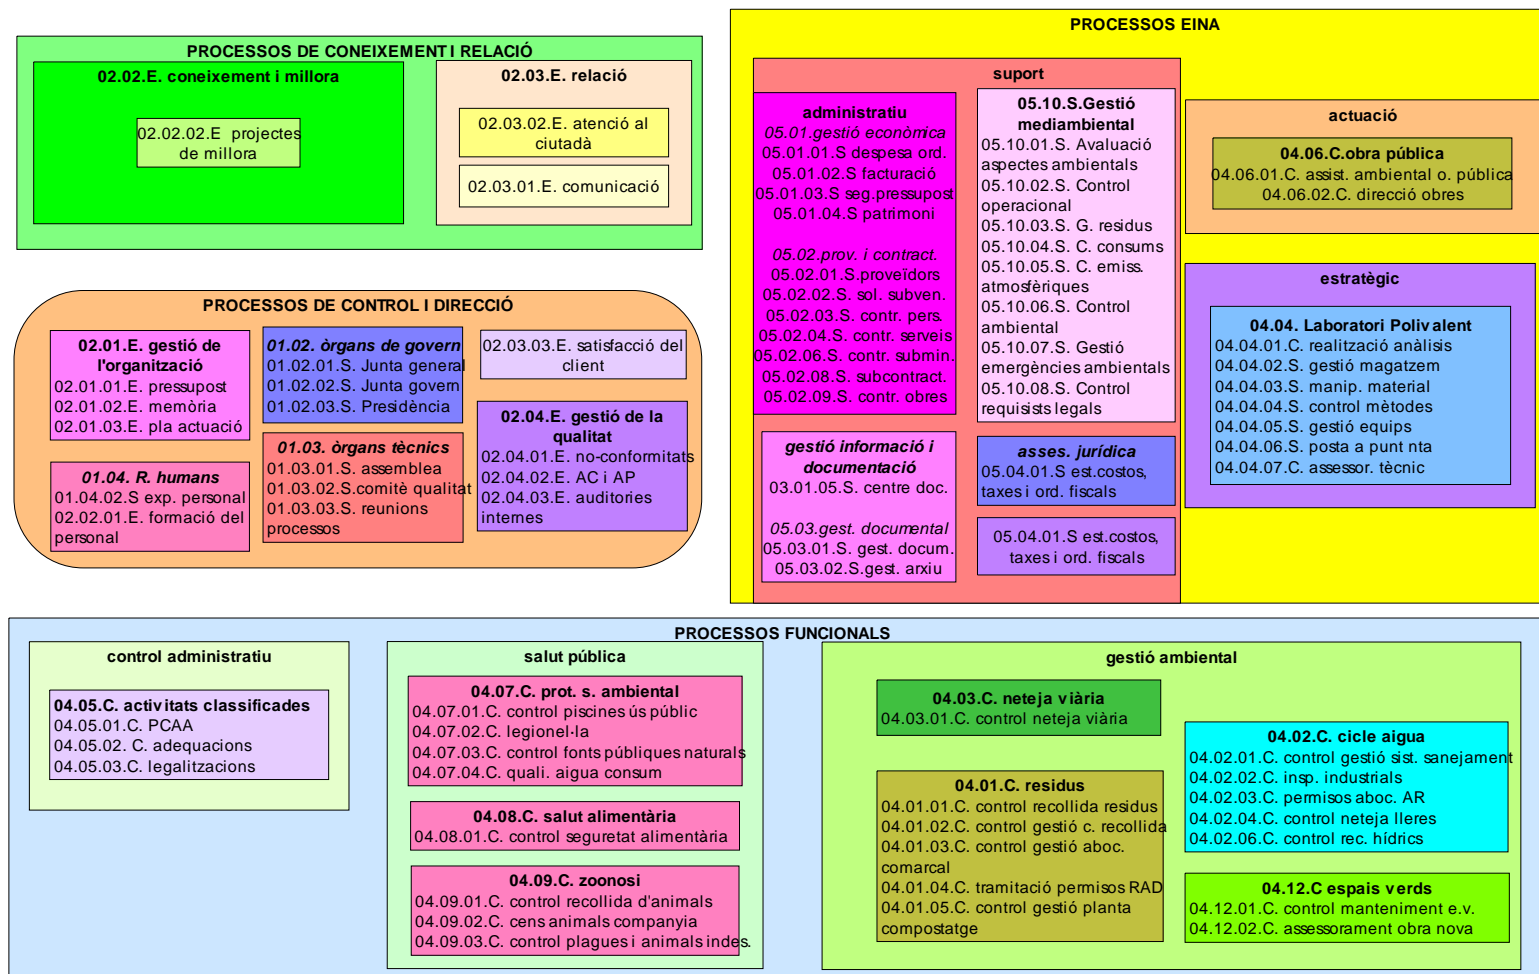 PROCESSOS DE CONEIXEMENT I RELACIÓ
02.02.E. coneixement i millora
02.02.02.E projectes
de millora
02.03.E. relació
02.03.02.E. atenció al
ciutadà
02.03.01.E. comunicació
PROCESSOS DE CONTROL I DIRECCIÓ
02.01.E. gestió de
l'organització
02.01.01.E. pressupost
02.01.02.E. memòria
02.01.03.E. pla actuació
01.04. R. humans
01.04.02.S exp. personal
02.02.01.E. formació del
personal
01.02. òrgans de govern
01.02.01.S. Junta general
01.02.02.S. Junta govern
01.02.03.S. Presidència
01.03. òrgans tècnics
01.03.01.S. assemblea
01.03.02.S.comitè qualitat
01.03.03.S. reunions
processos
02.03.03.E. satisfacció del
client
02.04.E. gestió de la
qualitat
02.04.01.E. no-conformitats
02.04.02.E. AC i AP
02.04.03.E. auditories
internes
PROCESSOS EINA
suport
administratiu
05.01.gestió econòmica
05.01.01.S despesa ord.
05.01.02.S facturació
05.01.03.S seg.pressupost
05.01.04.S patrimoni
05.02.prov. i contract.
05.02.01.S.proveïdors
05.02.02.S. sol. subven.
05.02.03.S. contr. pers.
05.02.04.S. contr. serveis
05.02.06.S. contr. submin.
05.02.08.S. subcontract.
05.02.09.S. contr. obres
gestió informació i
documentació
03.01.05.S. centre doc.
05.03.gest. documental
05.03.01.S. gest. docum.
05.03.02.S.gest. arxiu
05.10.S.Gestió
mediambiental
05.10.01.S. Avaluació
aspectes ambientals
05.10.02.S. Control
operacional
05.10.03.S. G. residus
05.10.04.S. C. consums
05.10.05.S. C. emiss.
atmosfèriques
05.10.06.S. Control
ambiental
05.10.07.S. Gestió
emergències ambientals
05.10.08.S. Control
requisists legals
asses. jurídica
05.04.01.S est.costos,
taxes i ord. fiscals
05.04.01.S est.costos,
taxes i ord. fiscals
actuació
04.06.C.obra pública
04.06.01.C. assist. ambiental o. pública
04.06.02.C. direcció obres
estratègic
04.04. Laboratori Polivalent
04.04.01.C. realització anàlisis
04.04.02.S. gestió magatzem
04.04.03.S. manip. material
04.04.04.S. control mètodes
04.04.05.S. gestió equips
04.04.06.S. posta a punt nta
04.04.07.C. assessor. tècnic
PROCESSOS FUNCIONALS
control administratiu
04.05.C. activitats classificades
04.05.01.C. PCAA
04.05.02. C. adequacions
04.05.03.C. legalitzacions
salut pública
04.07.C. prot. s. ambiental
04.07.01.C. control piscines ús públic
04.07.02.C. legionel·la
04.07.03.C. control fonts públiques naturals
04.07.04.C. quali. aigua consum
04.08.C. salut alimentària
04.08.01.C. control seguretat alimentària
04.09.C. zoonosi
04.09.01.C. control recollida d'animals
04.09.02.C. cens animals companyia
04.09.03.C. control plagues i animals indes.
gestió ambiental
04.03.C. neteja viària
04.03.01.C. control neteja viària
04.01.C. residus
04.01.01.C. control recollida residus
04.01.02.C. control gestió c. recollida
04.01.03.C. control gestió aboc.
comarcal
04.01.04.C. tramitació permisos RAD
04.01.05.C. control gestió planta
compostatge
04.02.C. cicle aigua
04.02.01.C. control gestió sist. sanejament
04.02.02.C. insp. industrials
04.02.03.C. permisos aboc. AR
04.02.04.C. control neteja lleres
04.02.06.C. control rec. hídrics
04.12.C espais verds
04.12.01.C. control manteniment e.v.
04.12.02.C. assessorament obra nova